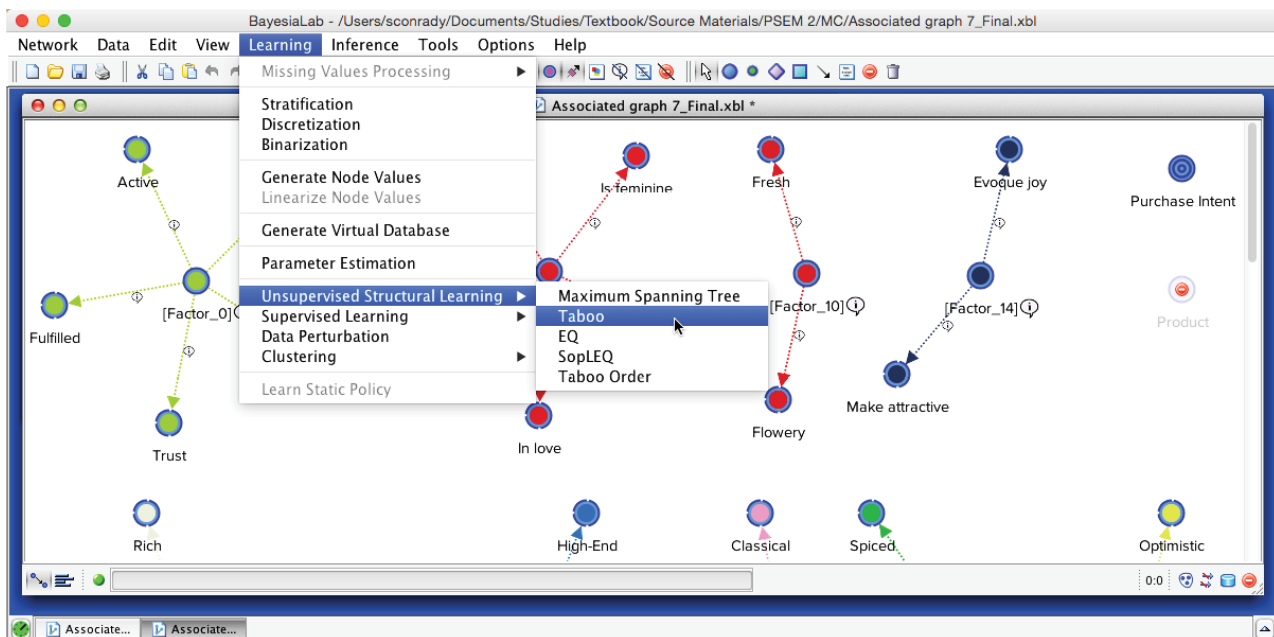 BayesiaLab - /Users/sconrady/Documents/Studies/Textbook/Source Materials/PSEM 2/MC/Associated graph 7_Final.xbl
Network Data Edit View Learning Inference Tools Options Help
Missing Values Processing
Stratification
Discretization
Binarization
Generate Node Values
Linearize Node Values
Generate Virtual Database
Parameter Estimation
Unsupervised Structural Learning
Supervised Learning
Data Perturbation
Clustering
Learn Static Policy
Maximum Spanning Tree
Taboo
EQ
SopLEQ
Taboo Order
Associated graph 7_Final.xbl *
Active
Is feminine
Fresh
Evoque joy
Purchase Intent
Fulfilled
[Factor_0]
[Factor_10]
[Factor_14]
Product
Trust
In love
Flowery
Make attractive
Rich
High-End
Classical
Spiced
Optimistic
0:0
Associate... Associate...